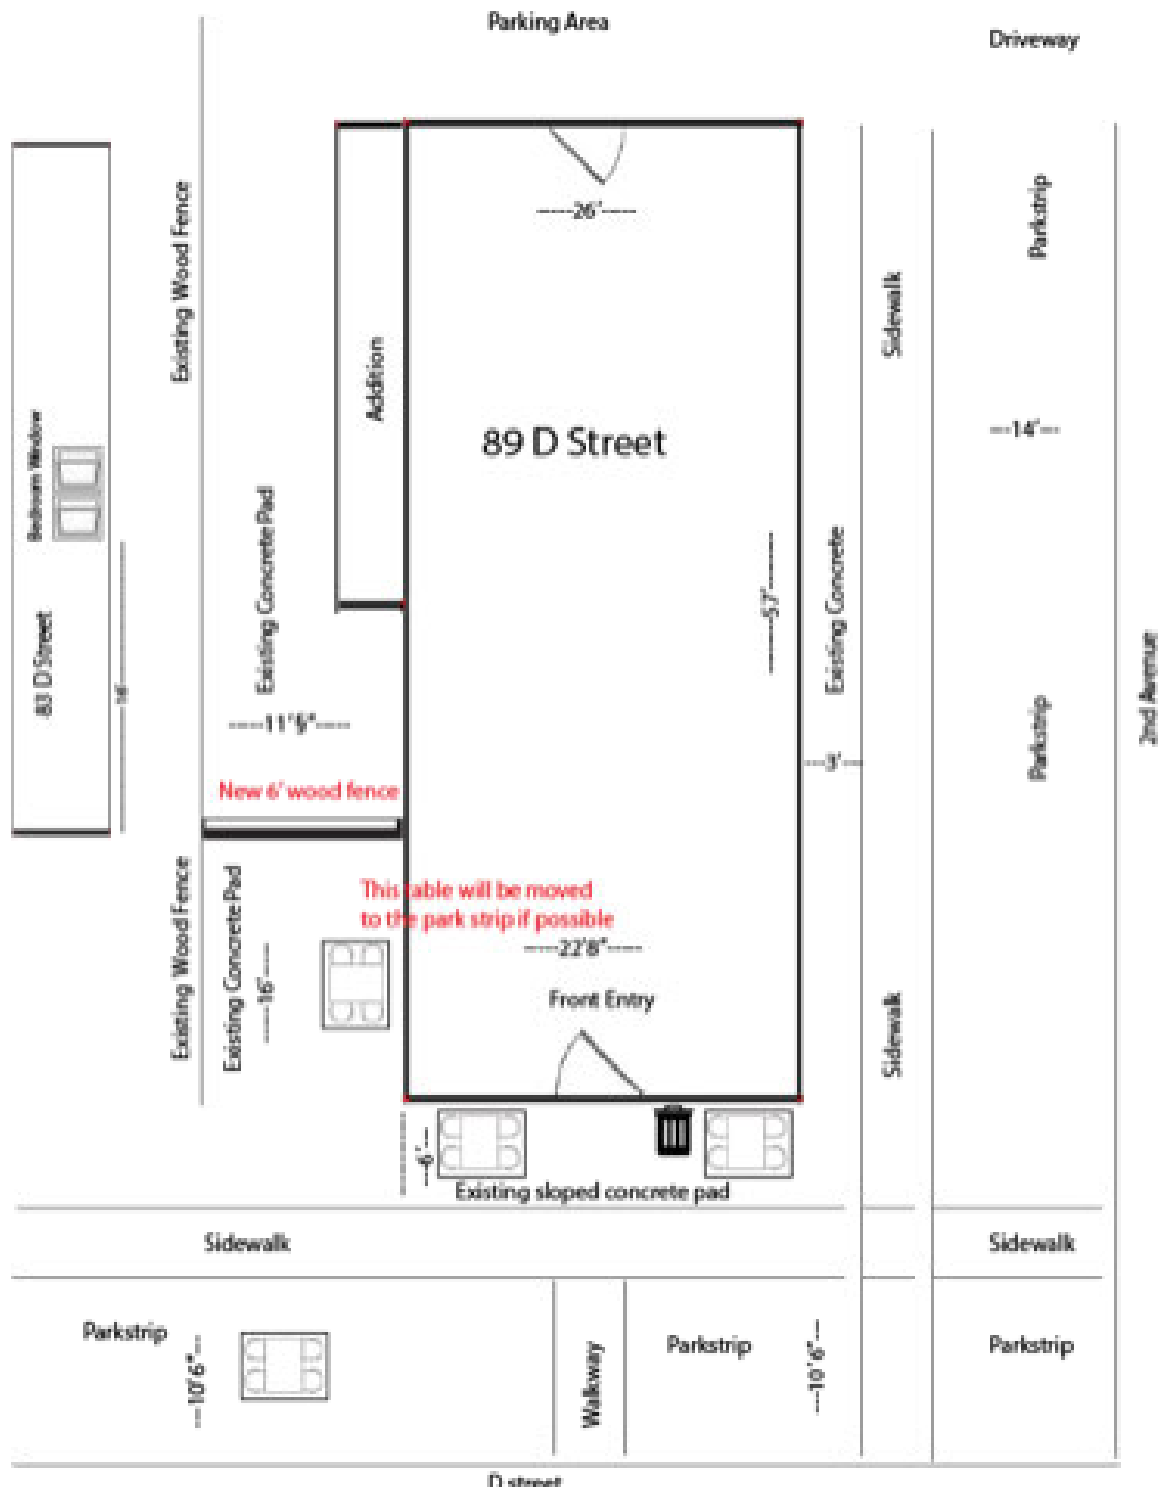 Parking Area
Driveway
Existing Wood Fence
Parkstrip
----26'----
Sidewalk
Addition
Bedroom Window
89 D Street
---14'---
Existing Concrete Pad
Existing Concrete
-------57'-------
83 D Street
2nd Avenue
Parkstrip
-----11'9"-----
---3'---
New 6' wood fence
Existing Wood Fence
Existing Concrete Pad
This table will be moved
to the park strip if possible
-----22'8"-----
-----16'-----
Front Entry
Sidewalk
---6'---
Existing sloped concrete pad
Sidewalk
Sidewalk
Parkstrip
---10'6"---
Walkway
Parkstrip
---10'6"---
Parkstrip
D street